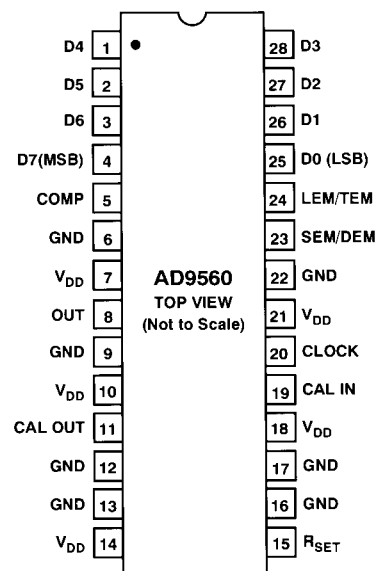 D4 1 28 D3
D5 2 27 D2
D6 3 26 D1
D7(MSB) 4 25 D0 (LSB)
COMP 5 24 LEM/TEM
GND 6 23 SEM/DEM
VDD 7 22 GND
AD9560
TOP VIEW
(Not to Scale)
OUT 8 21 VDD
GND 9 20 CLOCK
VDD 10 19 CAL IN
CAL OUT 11 18 VDD
GND 12 17 GND
GND 13 16 GND
VDD 14 15 RSET